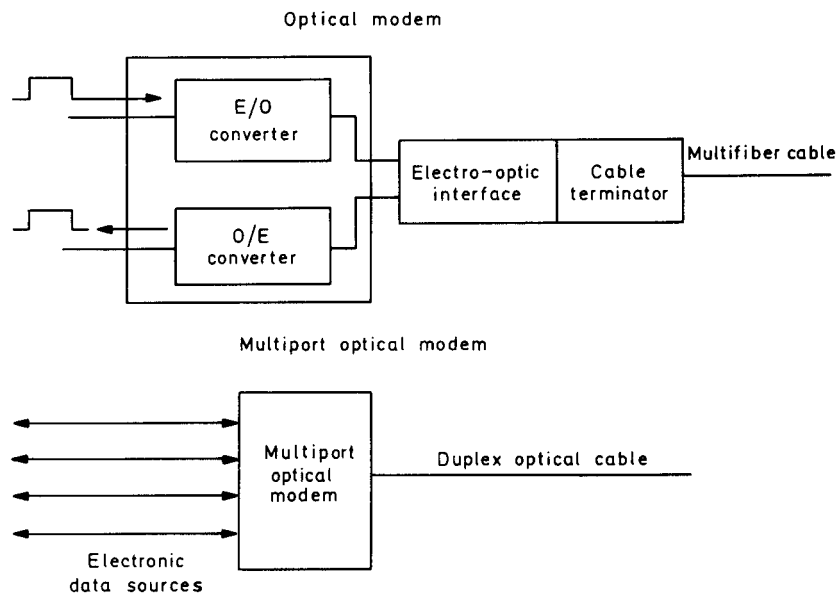 Optical modem
E/O
converter
O/E
converter
Electro-optic
interface
Cable
terminator
Multifiber cable
Multiport optical modem
Multiport
optical
modem
Duplex optical cable
Electronic
data sources